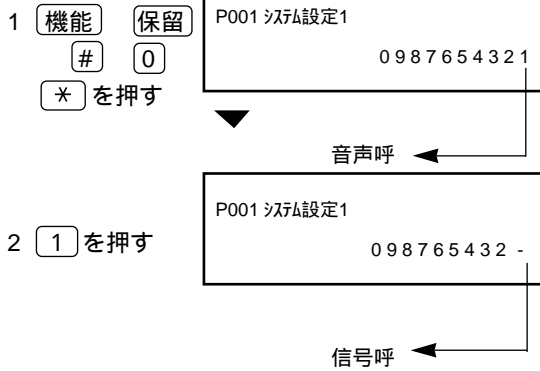 1 機能 保留
# 0
* を押す
P001 ｼｽﾃﾑ設定1
0987654321
音声呼
2 1 を押す
P001 ｼｽﾃﾑ設定1
098765432 -
信号呼